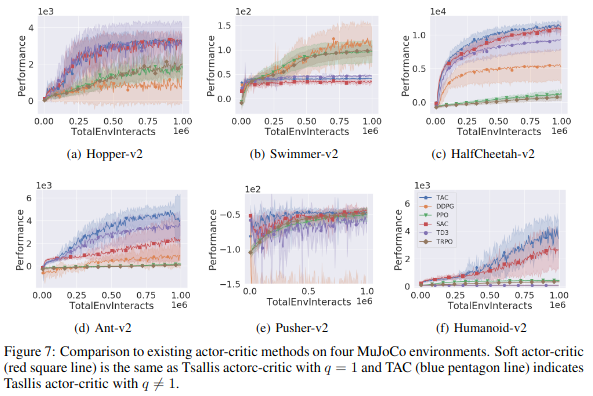 1e3
4
2
0
Performance
0.00 0.25 0.50 0.75 1.00
TotalEnvInteracts
1e6
(a) Hopper-v2
1e2
1.5
1.0
0.5
0.0
Performance
0.00 0.25 0.50 0.75 1.00
TotalEnvInteracts
1e6
(b) Swimmer-v2
1e4
1.0
0.5
0.0
Performance
0.00 0.25 0.50 0.75 1.00
TotalEnvInteracts
1e6
(c) HalfCheetah-v2
1e3
6
4
2
0
Performance
0.00 0.25 0.50 0.75 1.00
TotalEnvInteracts
1e6
(d) Ant-v2
1e2
−0.5
−1.0
−1.5
Performance
0.0 0.5 1.0
TotalEnvInteracts
1e6
(e) Pusher-v2
1e3
6
4
2
0
Performance
TAC
DDPG
PPO
SAC
TD3
TRPO
0.00 0.25 0.50 0.75 1.00
TotalEnvInteracts
1e6
(f) Humanoid-v2
Figure 7: Comparison to existing actor-critic methods on four MuJoCo environments. Soft actor-critic
(red square line) is the same as Tsallis actorc-critic with q = 1 and TAC (blue pentagon line) indicates
Tasllis actor-critic with q ≠ 1.